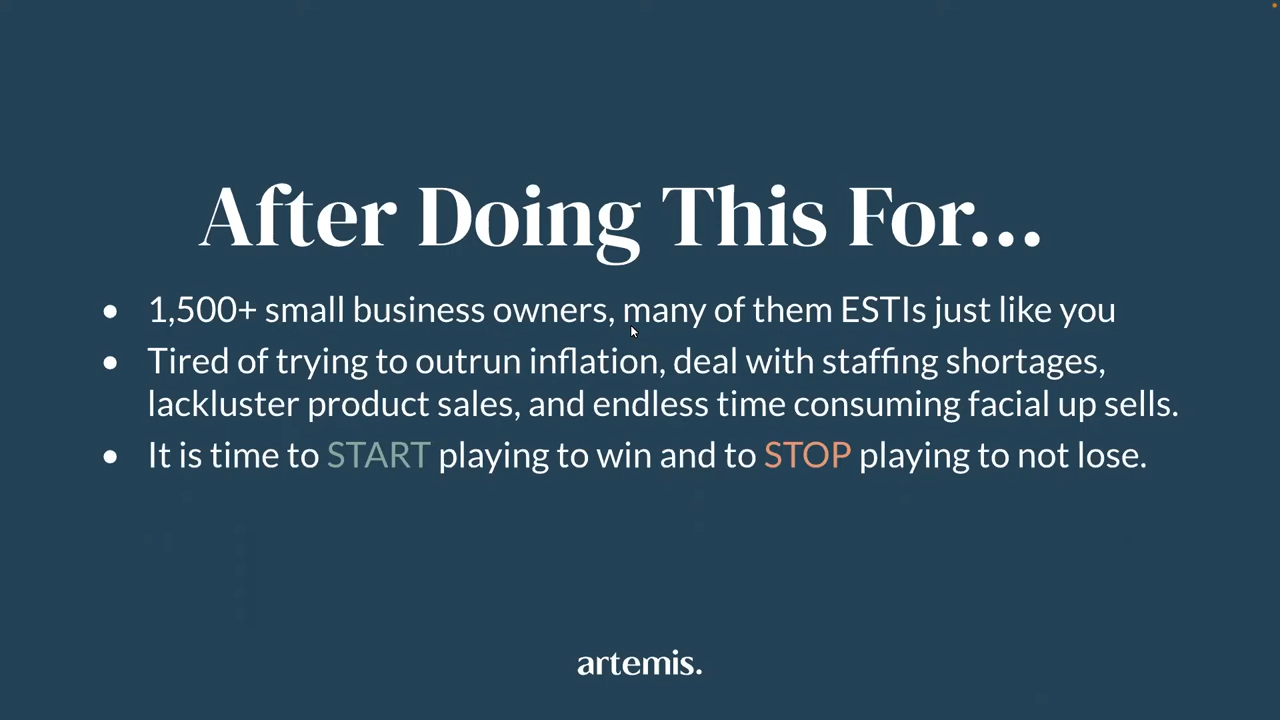 After Doing This For...
• 1,500+ small business owners, many of them ESTIs just like you
• Tired of trying to outrun inflation, deal with staffing shortages,
lackluster product sales, and endless time consuming facial up sells.
• It is time to START playing to win and to STOP playing to not lose.
artemis.